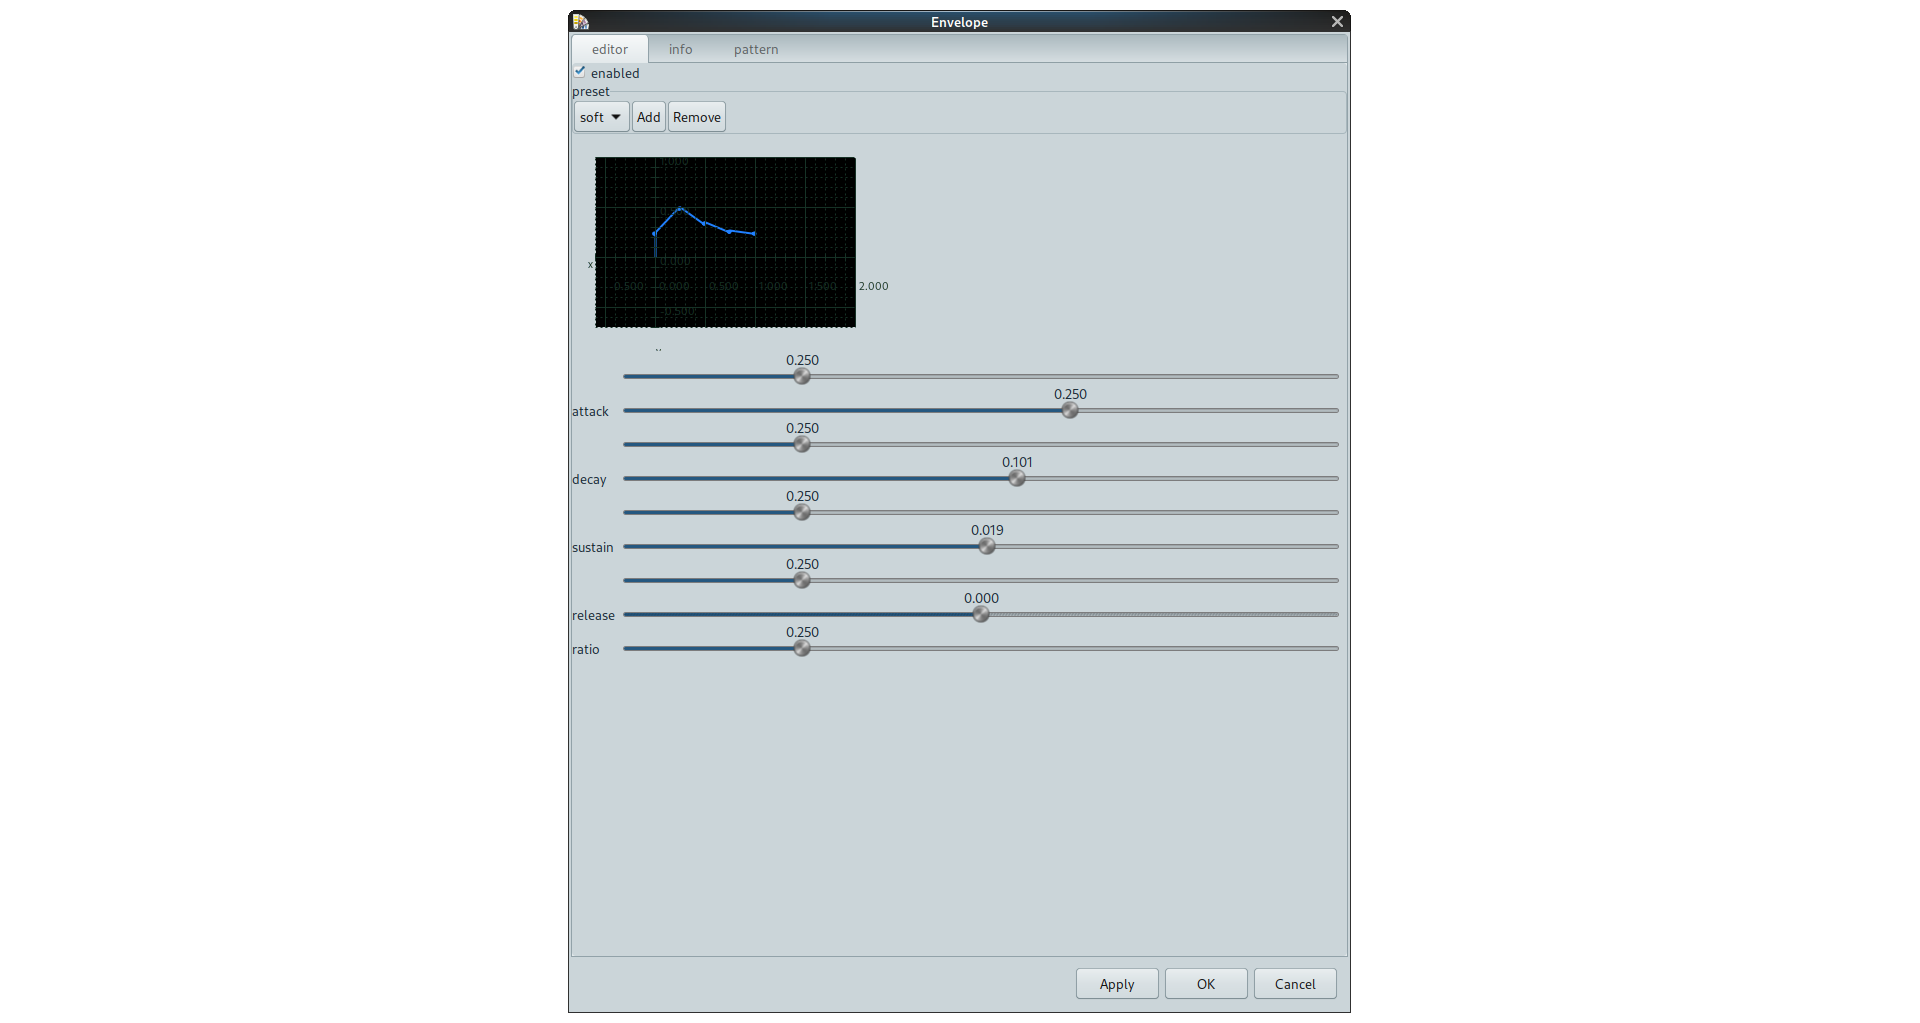 Envelope
editor info pattern
enabled
preset
soft Add Remove
1.000
x
0.000
0.500 0.000 0.500 1.000 1.500 2.000
-0.500
0.250
0.250
attack
0.250
0.101
decay
0.250
0.019
sustain
0.250
0.000
release
0.250
ratio
Apply OK Cancel